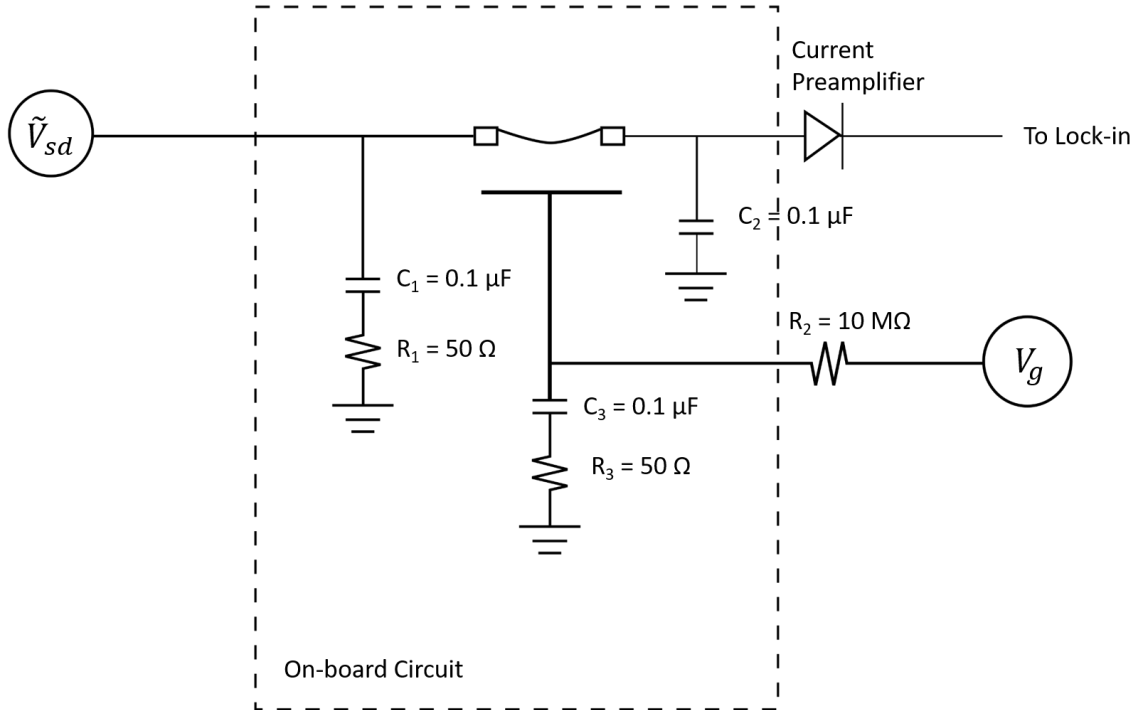 Current
Preamplifier
Ṽsd
To Lock-in
C₂ = 0.1 µF
C₁ = 0.1 µF
R₂ = 10 MΩ
R₁ = 50 Ω
Vg
C₃ = 0.1 µF
R₃ = 50 Ω
On-board Circuit